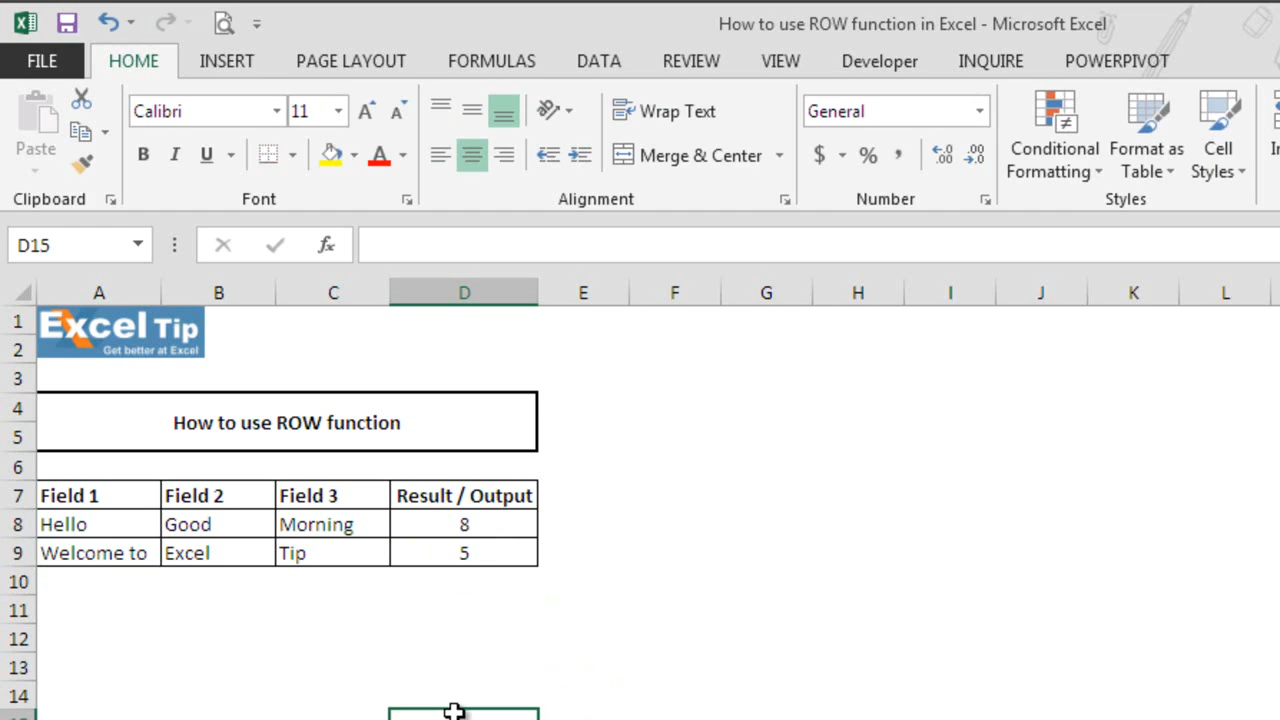 How to use ROW function in Excel - Microsoft Excel
FILE HOME INSERT PAGE LAYOUT FORMULAS DATA REVIEW VIEW Developer INQUIRE POWERPIVOT
Calibri 11 Wrap Text General
Paste B I U A Merge & Center $ % , Conditional Formatting Format as Table Cell Styles
Clipboard Font Alignment Number Styles
D15 fx
A B C D E F G H I J K L
1 Excel Tip
2 Get better at Excel
3
4
How to use ROW function
5
6
7 Field 1 Field 2 Field 3 Result / Output
8 Hello Good Morning 8
9 Welcome to Excel Tip 5
10
11
12
13
14